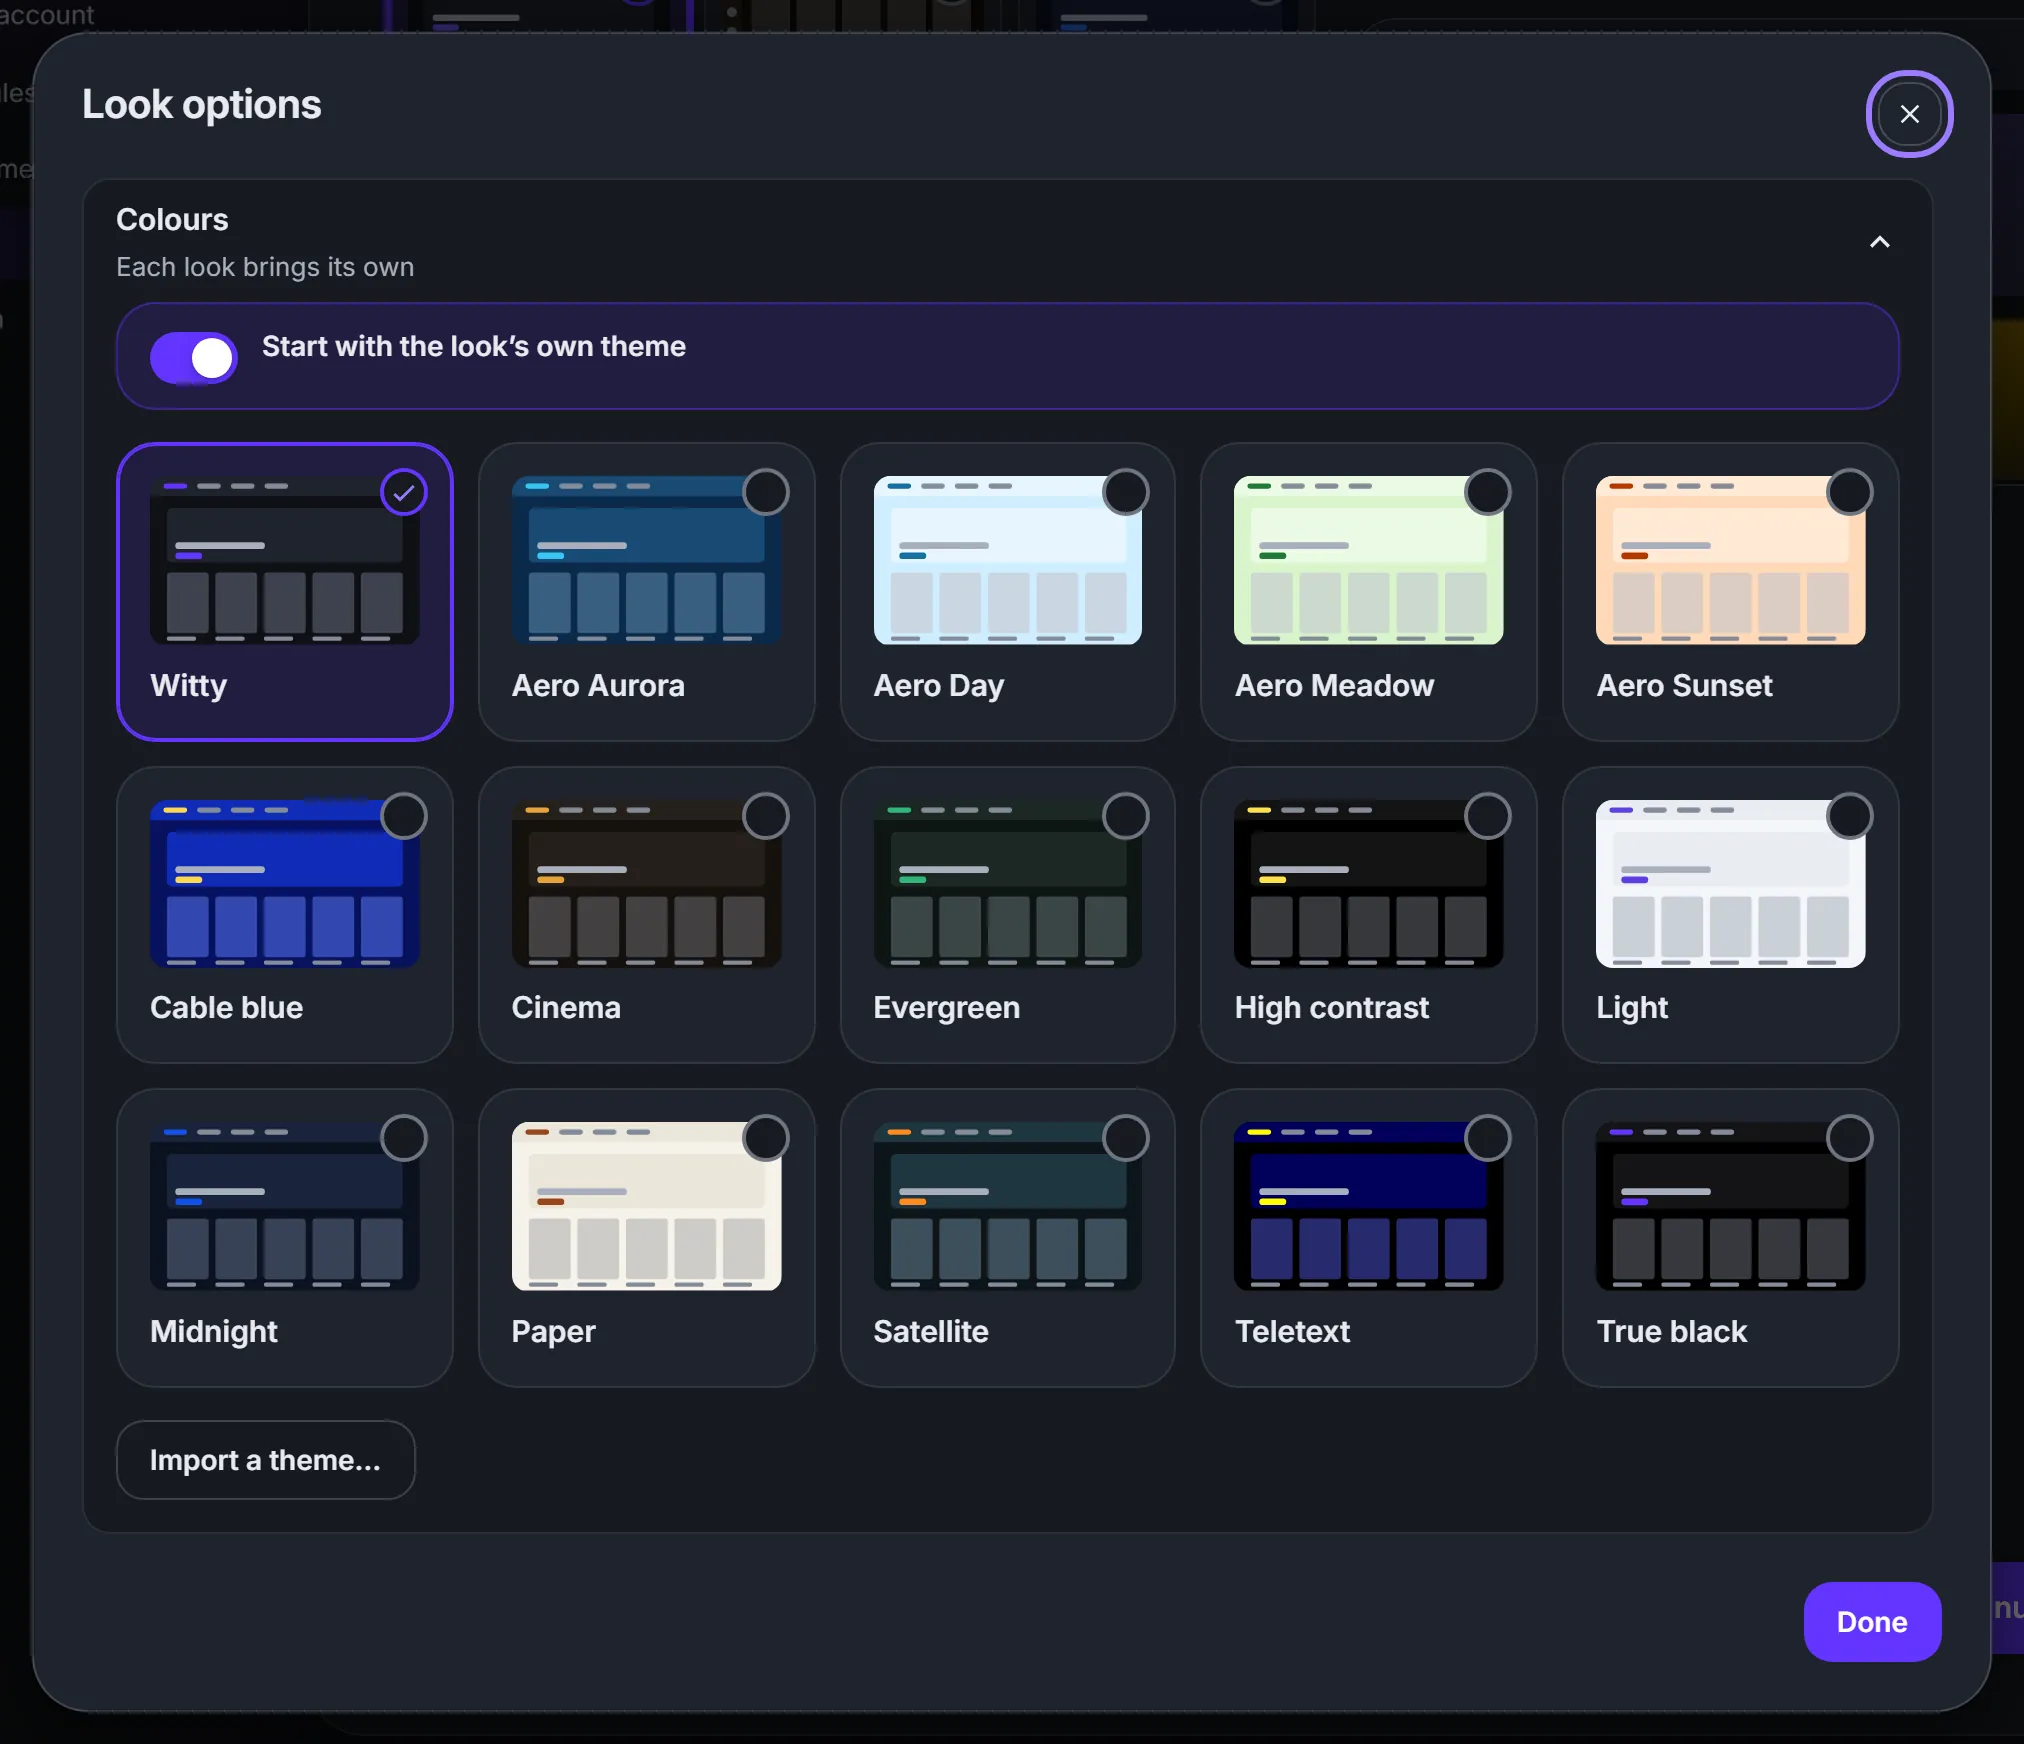 account
Look options
Colours
Each look brings its own
Start with the look’s own theme
Witty
Aero Aurora
Aero Day
Aero Meadow
Aero Sunset
Cable blue
Cinema
Evergreen
High contrast
Light
Midnight
Paper
Satellite
Teletext
True black
Import a theme...
Done